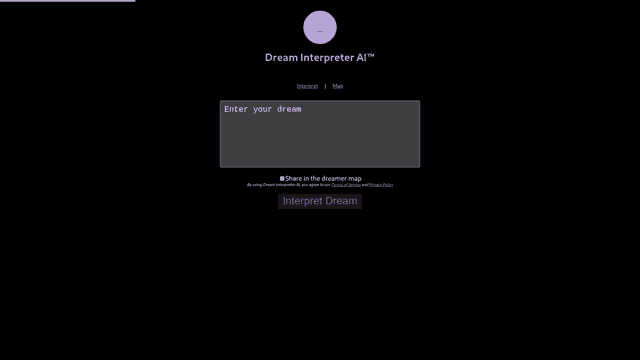 Dream Interpreter AI™
Interpret | Map
Enter your dream
Share in the dreamer map
By using Dream Interpreter AI, you agree to our Terms of Service and Privacy Policy
Interpret Dream